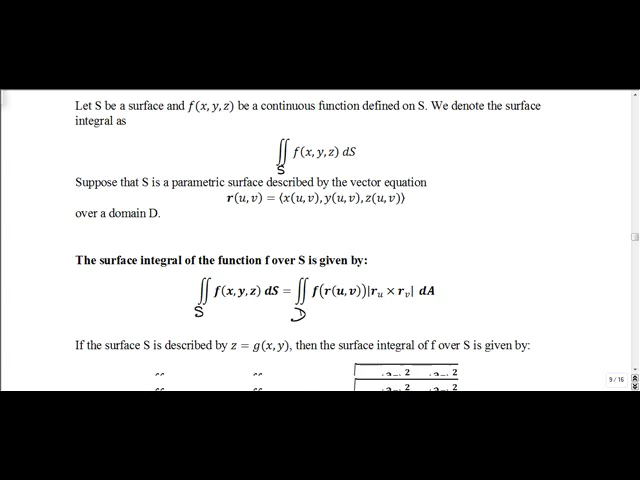 Let S be a surface and f(x, y, z) be a continuous function defined on S. We denote the surface
integral as
∬ f(x, y, z) dS
S
Suppose that S is a parametric surface described by the vector equation
r(u, v) = ⟨x(u, v), y(u, v), z(u, v)⟩
over a domain D.
The surface integral of the function f over S is given by:
∬ f(x, y, z) dS = ∬ f(r(u, v))|r_u × r_v| dA
S D
If the surface S is described by z = g(x, y), then the surface integral of f over S is given by:
9 / 16